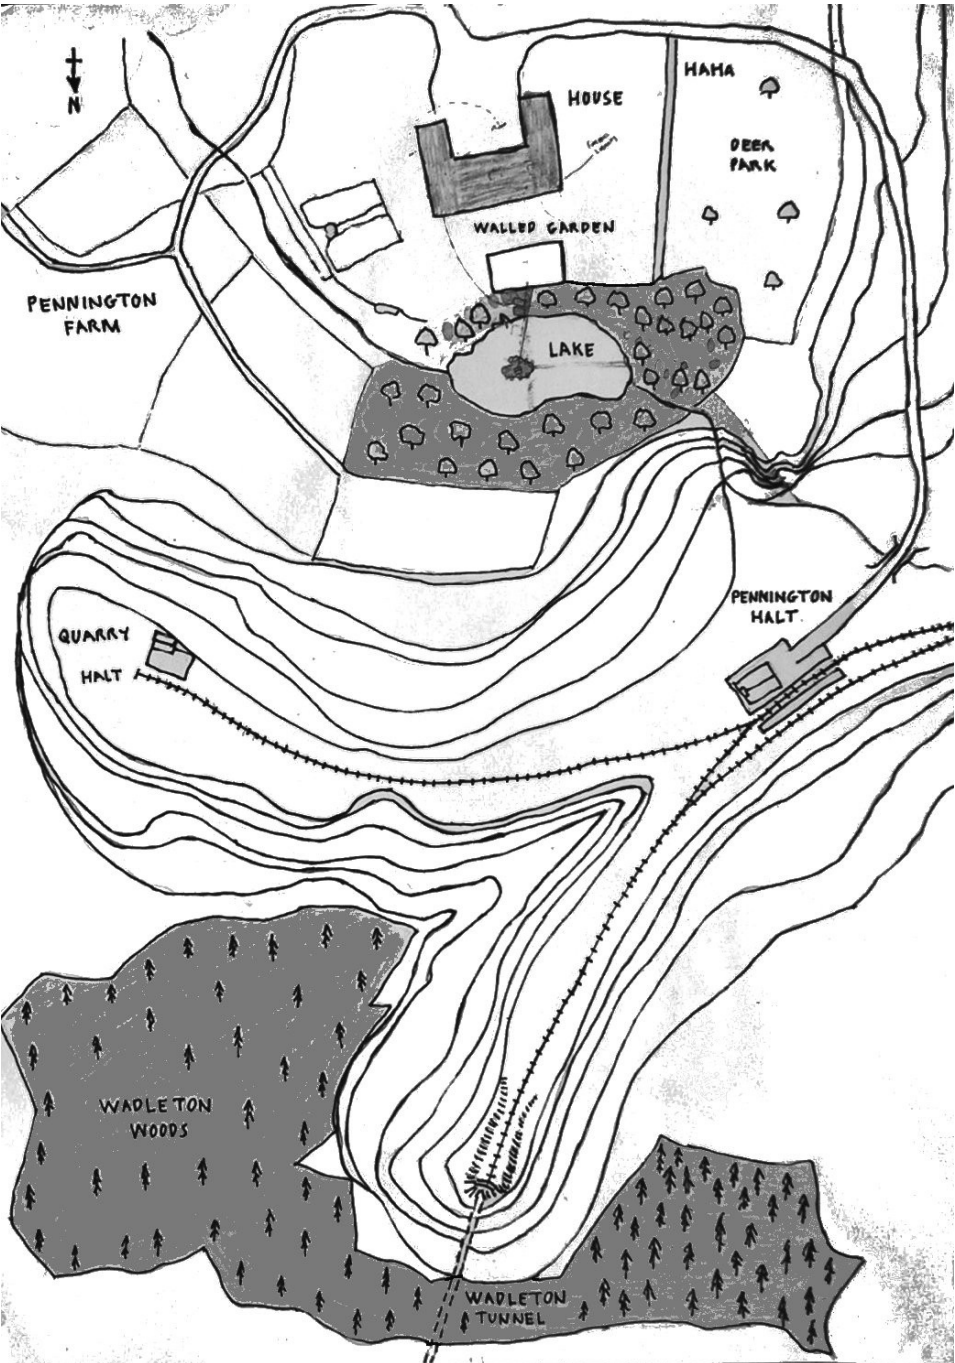 N
HAHA
HOUSE
DEER
PARK
WALLED GARDEN
PENNINGTON
FARM
LAKE
PENNINGTON
HALT.
QUARRY
HALT
WADLETON
WOODS
WADLETON
TUNNEL